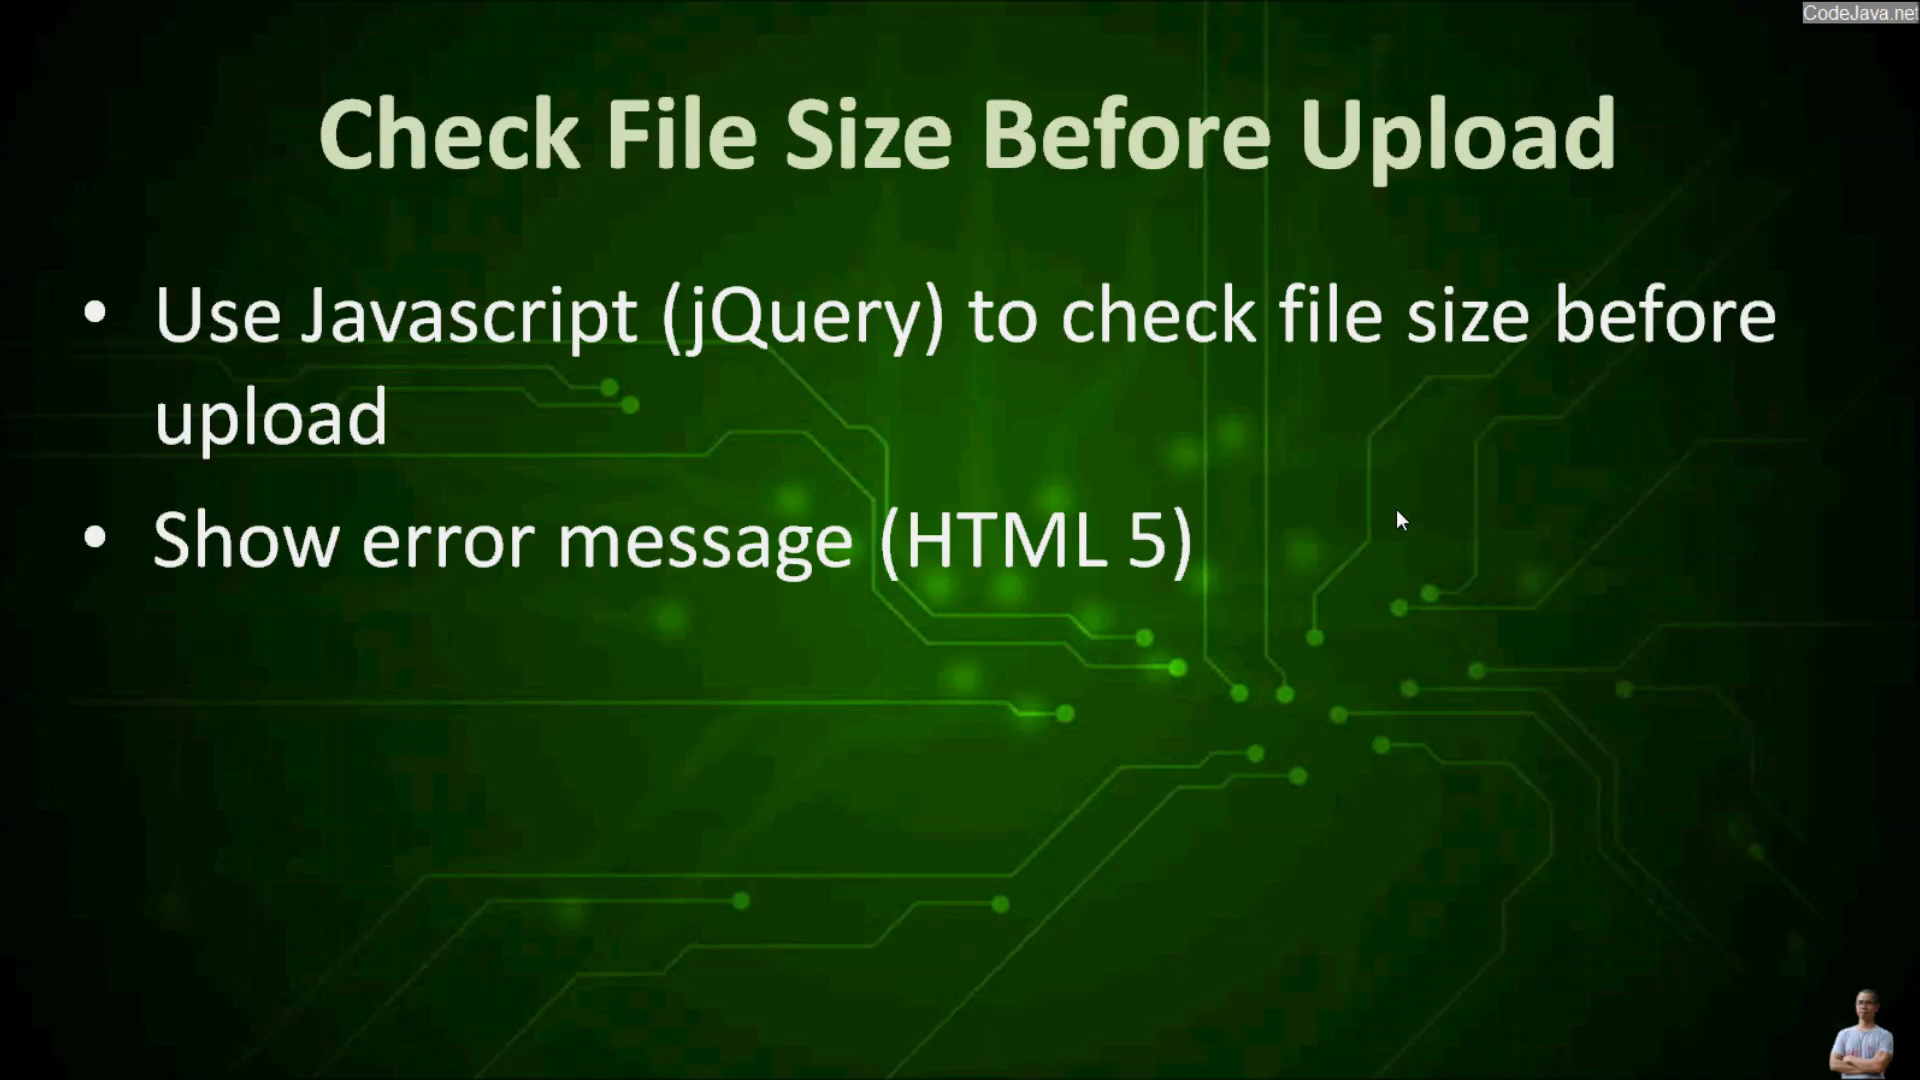 CodeJava.net
Check File Size Before Upload
• Use Javascript (jQuery) to check file size before
upload
• Show error message (HTML 5)